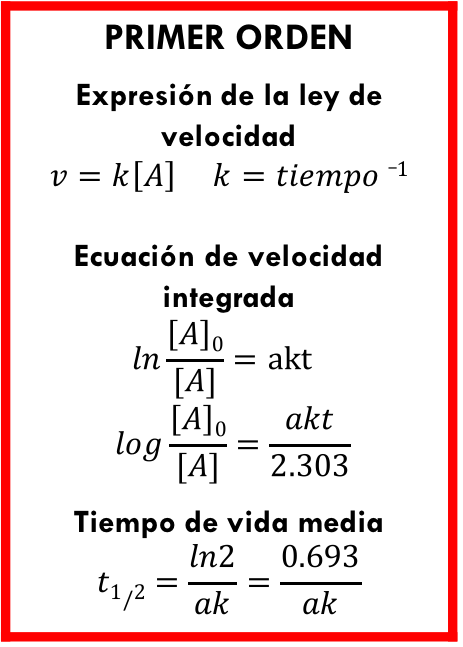 PRIMER ORDEN
Expresión de la ley de
velocidad
v = k[A] k = tiempo⁻¹
Ecuación de velocidad
integrada
ln [A]₀/[A] = akt
log [A]₀/[A] = akt/2.303
Tiempo de vida media
t₁/₂ = ln2/ak = 0.693/ak